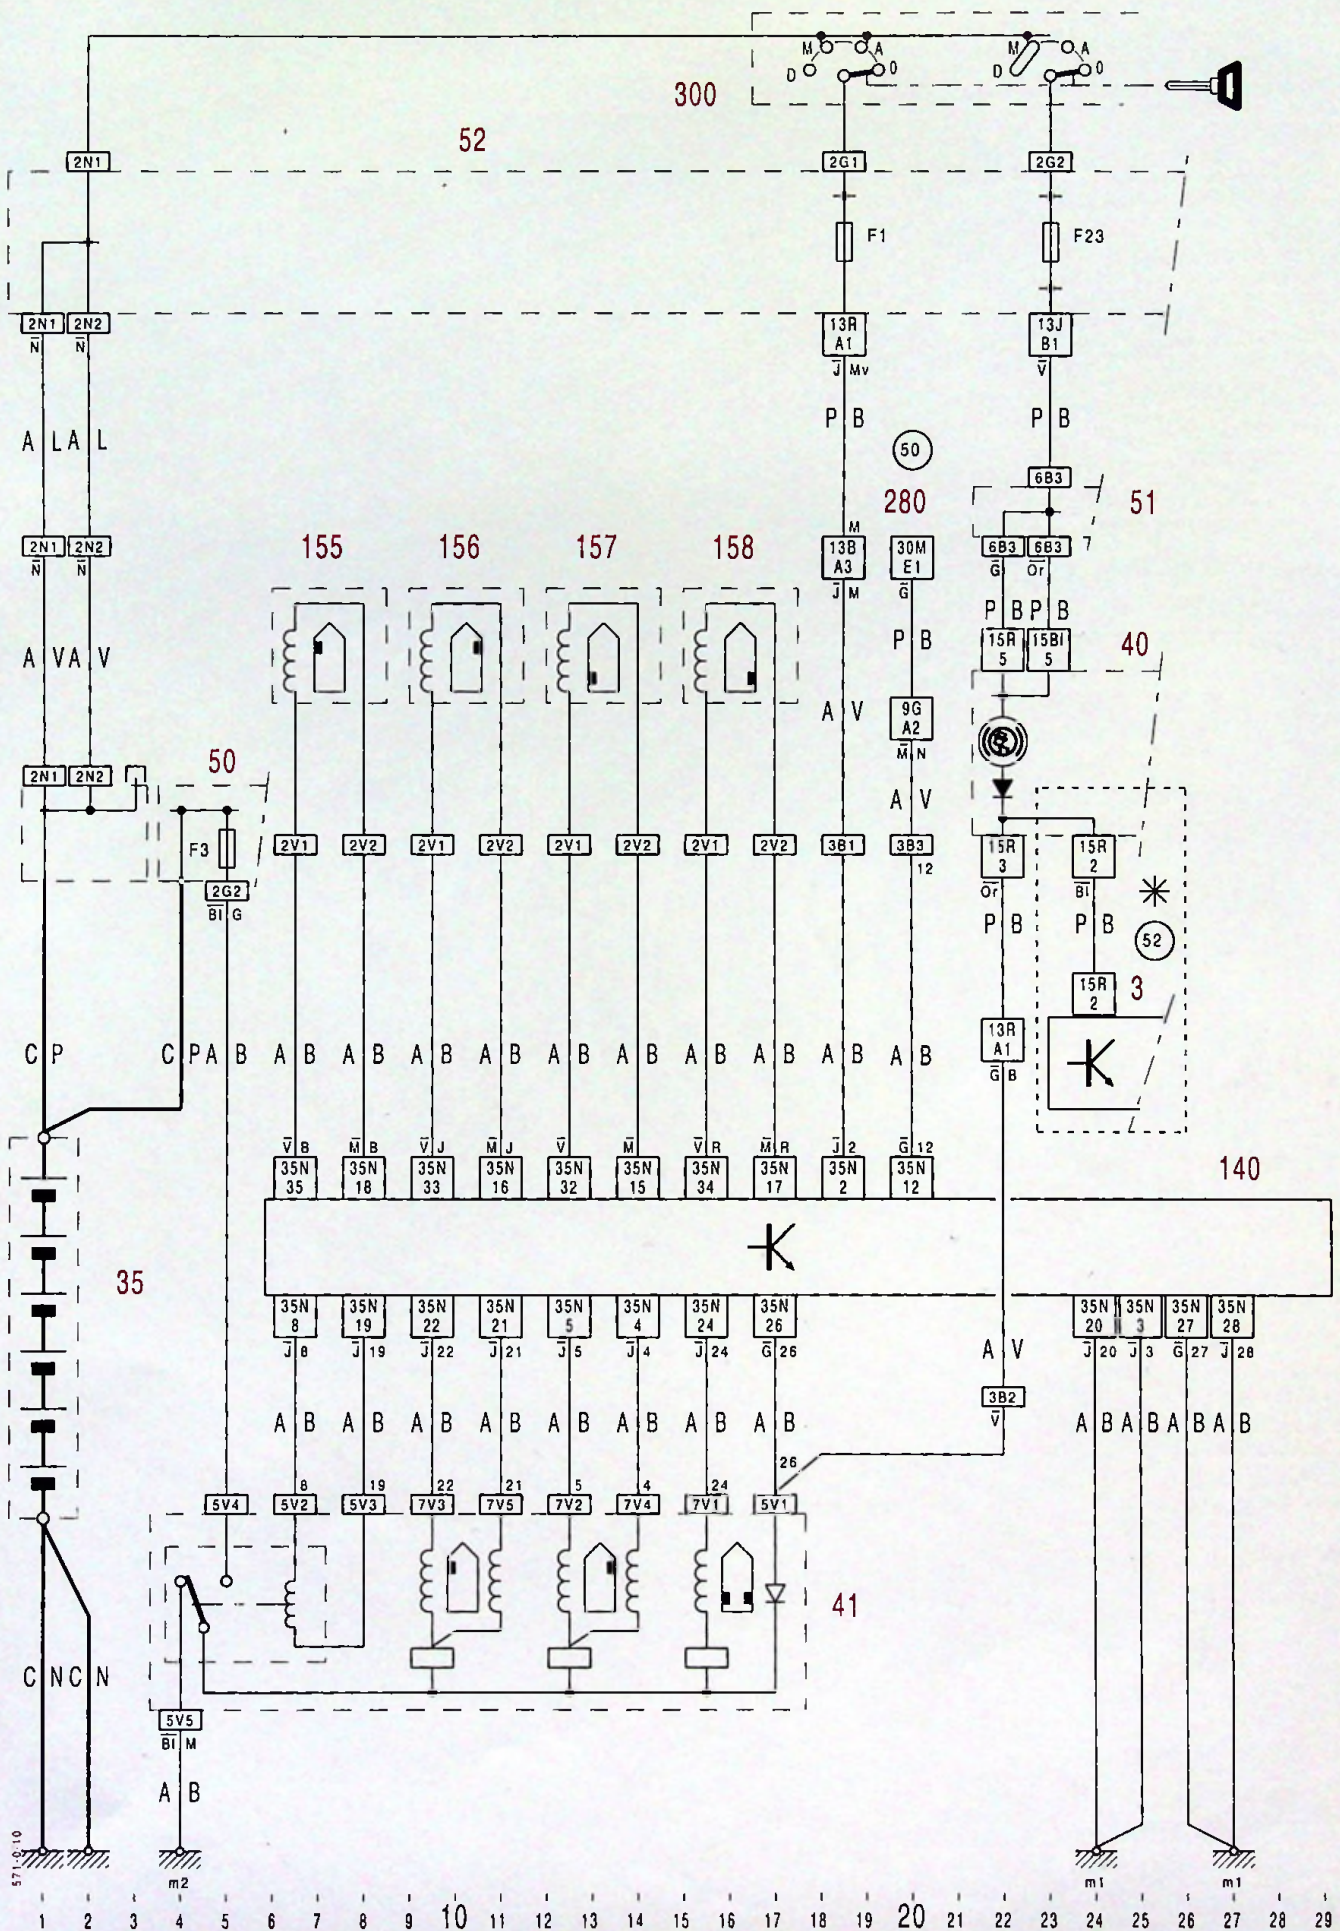 M A M A
D O D O
300
52
2N1 2G1 2G2
F1 F23
2N1 2N2 13R A1 13J B1
N N J Mv V
P B P B
A L A L
50
6B3
280 51
M
2N1 2N2 155 156 157 158 13B A3 30M E1 6B3 6B3
N N J M G G Or
P B P B P B
15R 5 15BI 5 40
A V A V
9G A2
A V
M N
50
2N1 2N2
A V
F3 2V1 2V2 2V1 2V2 2V1 2V2 2V1 2V2 3B1 3B3 15R 3 15R 2
12
2G2
BI G Or BI
P B P B 52
15R 2 3
13R A1
C P C P A B A B A B A B A B A B A B A B A B A B A B
G B
V B M B V J M J V M V R M R J 2 G 12
35N 35 35N 18 35N 33 35N 16 35N 32 35N 15 35N 34 35N 17 35N 2 35N 12
140
35
35N 8 35N 19 35N 22 35N 21 35N 5 35N 4 35N 24 35N 26 35N 20 35N 3 35N 27 35N 28
J 8 J 19 J 22 J 21 J 5 J 4 J 24 G 26 A V J 20 J 3 G 27 J 28
3B2
V
A B A B A B A B A B A B A B A B A B A B A B A B
8 19 22 21 5 4 24 26
5V4 5V2 5V3 7V3 7V5 7V2 7V4 7V1 5V1
41
C N C N
5V5
BI M
A B
571-0-10
m2 m1 m1
1 2 3 4 5 6 7 8 9 10 11 12 13 14 15 16 17 18 19 20 21 22 23 24 25 26 27 28 29